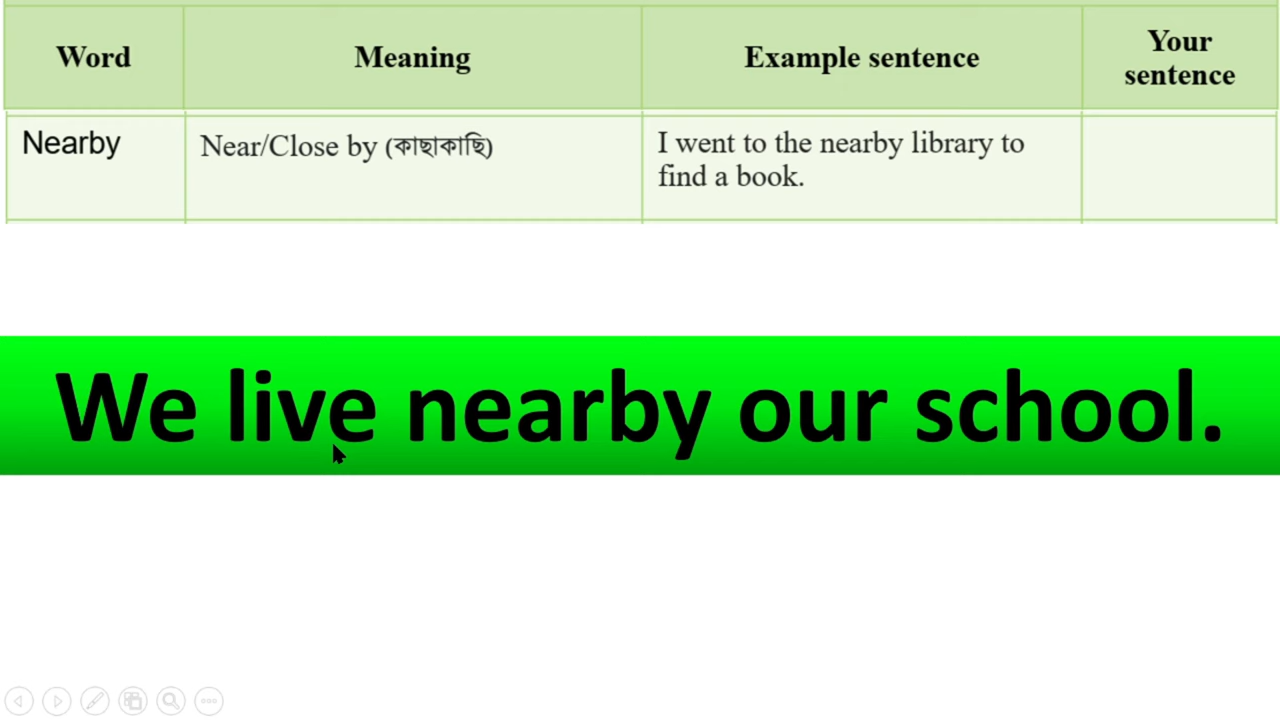 Word Meaning Example sentence Your sentence
Nearby Near/Close by (কাছাকাছি) I went to the nearby library to
find a book.
We live nearby our school.